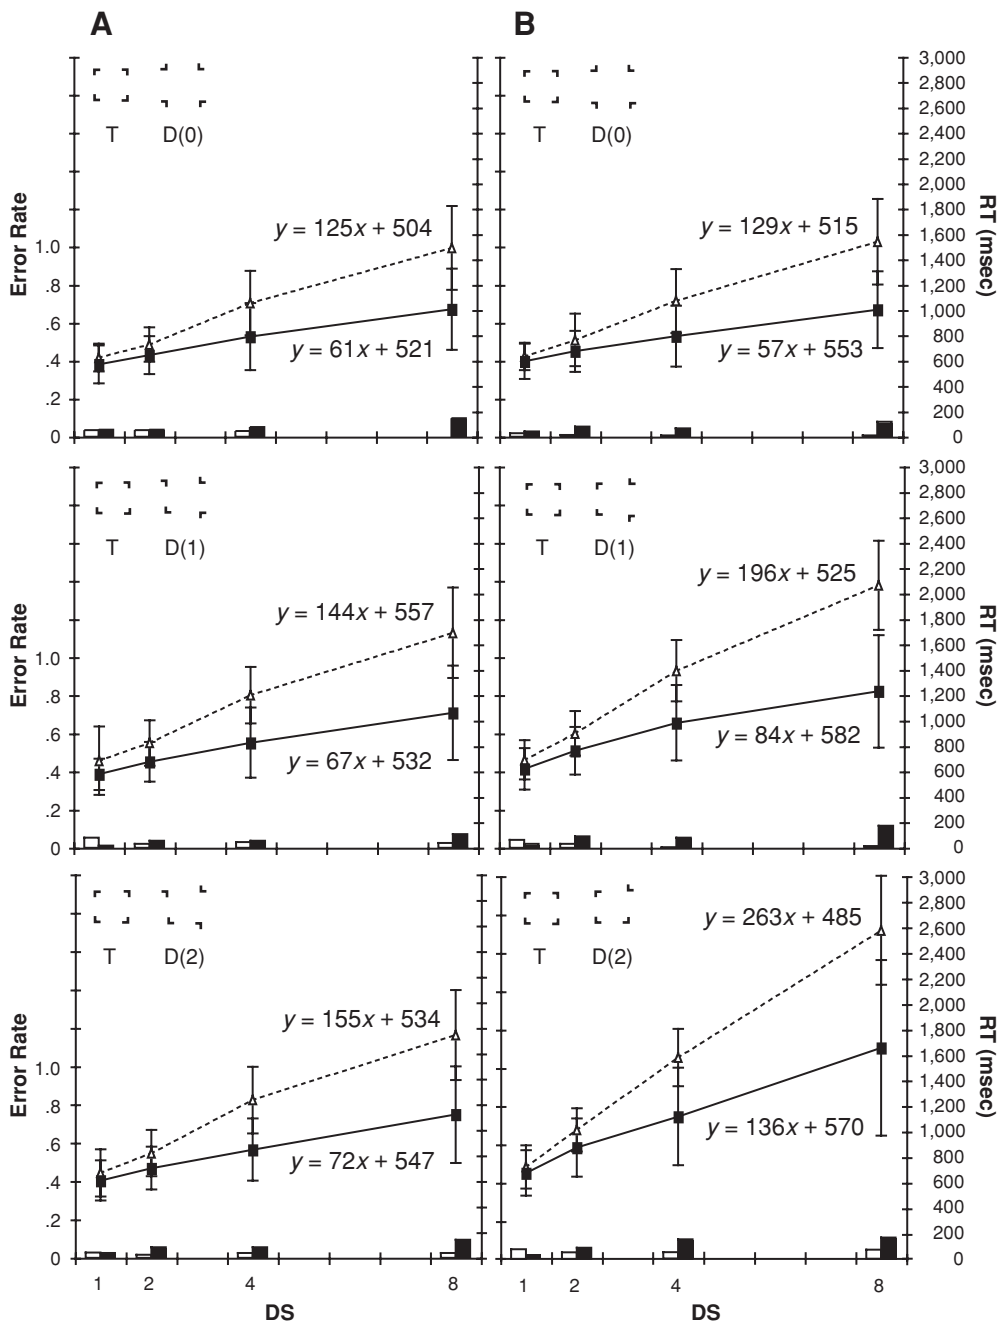 A
B
T D(0)
y = 125x + 504
y = 61x + 521
Error Rate
1.0
.8
.6
.4
.2
0
T D(0)
y = 129x + 515
y = 57x + 553
3,000
2,800
2,600
2,400
2,200
2,000
1,800
1,600
1,400
1,200
1,000
800
600
400
200
0
RT (msec)
T D(1)
y = 144x + 557
y = 67x + 532
Error Rate
1.0
.8
.6
.4
.2
0
T D(1)
y = 196x + 525
y = 84x + 582
3,000
2,800
2,600
2,400
2,200
2,000
1,800
1,600
1,400
1,200
1,000
800
600
400
200
0
RT (msec)
T D(2)
y = 155x + 534
y = 72x + 547
Error Rate
1.0
.8
.6
.4
.2
0
1 2 4 8
DS
T D(2)
y = 263x + 485
y = 136x + 570
3,000
2,800
2,600
2,400
2,200
2,000
1,800
1,600
1,400
1,200
1,000
800
600
400
200
0
RT (msec)
1 2 4 8
DS